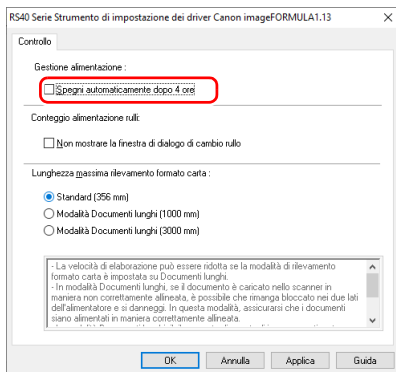 RS40 Serie Strumento di impostazione dei driver Canon imageFORMULA1.13
Controllo
Gestione alimentazione :
Spegni automaticamente dopo 4 ore
Conteggio alimentazione rulli:
Non mostrare la finestra di dialogo di cambio rullo
Lunghezza massima rilevamento formato carta :
Standard (356 mm)
Modalità Documenti lunghi (1000 mm)
Modalità Documenti lunghi (3000 mm)
- La velocità di elaborazione può essere ridotta se la modalità di rilevamento
formato carta è impostata su Documenti lunghi.
- In modalità Documenti lunghi, se il documento è caricato nello scanner in
maniera non correttamente allineata, è possibile che rimanga bloccato nei due lati
dell'alimentatore e si danneggi. In questa modalità, assicurarsi che i documenti
siano alimentati in maniera correttamente allineata.
OK Annulla Applica Guida